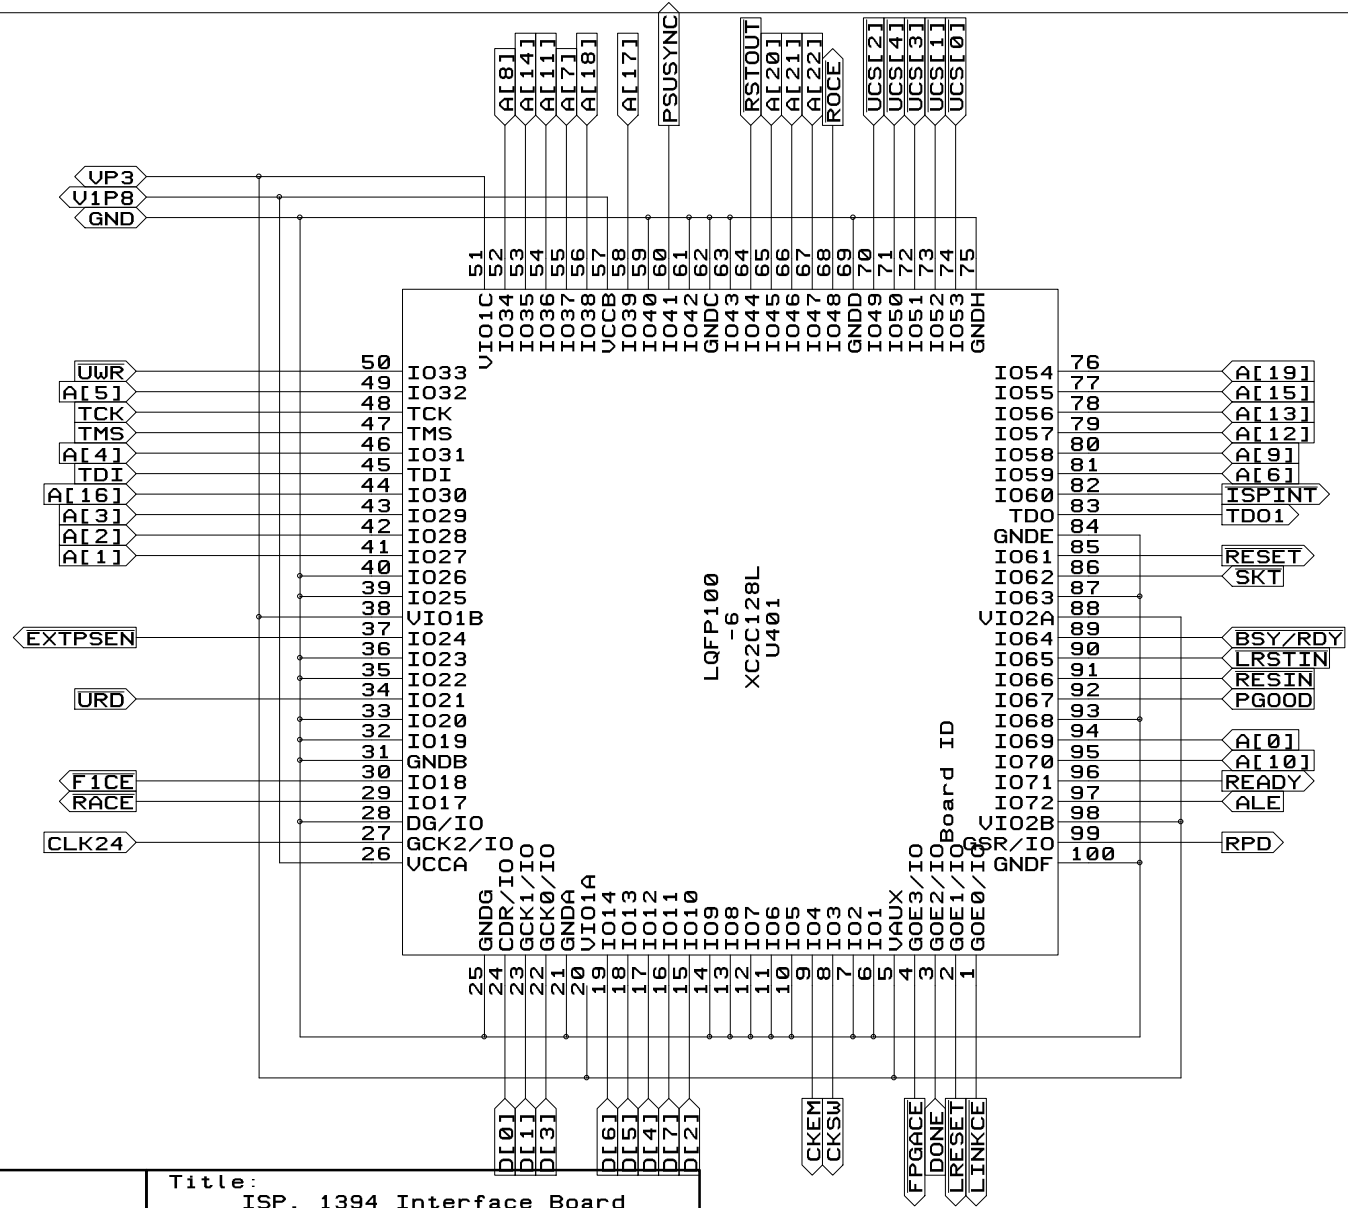 A[8]
A[14]
A[11]
A[7]
A[18]
A[17]
PSUSYNC
RSTOUT
A[20]
A[21]
A[22]
ROCE
UCS[2]
UCS[4]
UCS[3]
UCS[1]
UCS[0]
VP3
V1P8
GND
51 VIO1C
52 IO34
53 IO35
54 IO36
55 IO37
56 IO38
57 VCCB
58 IO39
59 IO40
60 IO41
61 IO42
62 GNDC
63 IO43
64 IO44
65 IO45
66 IO46
67 IO47
68 IO48
69 GNDD
70 IO49
71 IO50
72 IO51
73 IO52
74 IO53
75 GNDH
UWR 50 IO33
A[5] 49 IO32
TCK 48 TCK
TMS 47 TMS
A[4] 46 IO31
TDI 45 TDI
A[16] 44 IO30
A[3] 43 IO29
A[2] 42 IO28
A[1] 41 IO27
40 IO26
39 IO25
38 VIO1B
EXTPSEN 37 IO24
36 IO23
35 IO22
URD 34 IO21
33 IO20
32 IO19
31 GNDB
F1CE 30 IO18
RACE 29 IO17
28 DG/IO
CLK24 27 GCK2/IO
26 VCCA
LQFP100
-6
XC2C128L
U401
Board ID
IO54 76 A[19]
IO55 77 A[15]
IO56 78 A[13]
IO57 79 A[12]
IO58 80 A[9]
IO59 81 A[6]
IO60 82 ISPINT
TDO 83 TDO1
GNDE 84
IO61 85 RESET
IO62 86 SKT
IO63 87
VIO2A 88
IO64 89 BSY/RDY
IO65 90 LRSTIN
IO66 91 RESIN
IO67 92 PGOOD
IO68 93
IO69 94 A[0]
IO70 95 A[10]
IO71 96 READY
IO72 97 ALE
VIO2B 98
GSR/IO 99 RPD
GNDF 100
GNDG 25
CDR/IO 24 D[0]
GCK1/IO 23 D[1]
GCK0/IO 22 D[3]
GNDA 21
VIO1A 20
IO14 19 D[6]
IO13 18 D[5]
IO12 17 D[4]
IO11 16 D[7]
IO10 15 D[2]
IO9 14
IO8 13
IO7 12
IO6 11
IO5 10
IO4 9 CKEM
IO3 8 CKSW
IO2 7
IO1 6
VAUX 5
GOE3/IO 4 FPGACE
GOE2/IO 3 DONE
GOE1/IO 2 LRESET
GOE0/IO 1 LINKCE
Title:
ISP, 1394 Interface Board